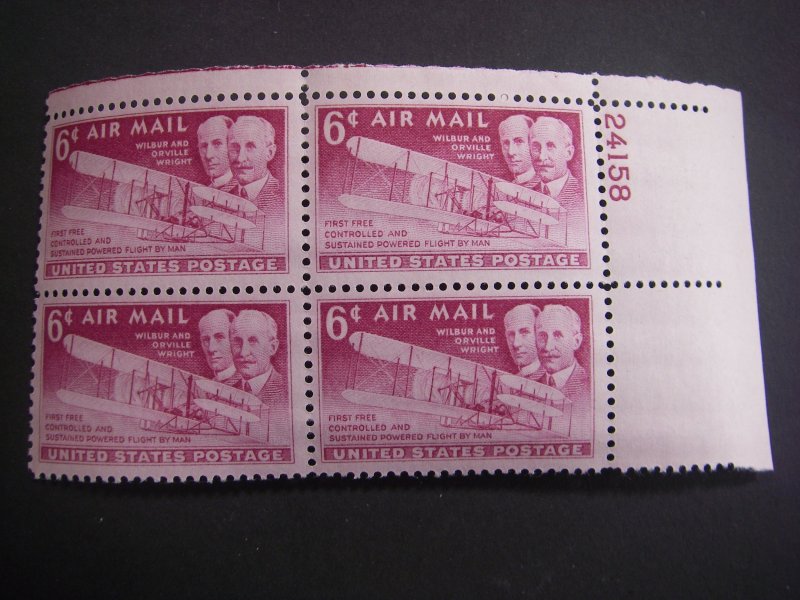 6¢ AIR MAIL
WILBUR AND
ORVILLE
WRIGHT
FIRST FREE
CONTROLLED AND
SUSTAINED POWERED FLIGHT BY MAN
UNITED STATES POSTAGE
6¢ AIR MAIL
WILBUR AND
ORVILLE
WRIGHT
FIRST FREE
CONTROLLED AND
SUSTAINED POWERED FLIGHT BY MAN
UNITED STATES POSTAGE
24158
6¢ AIR MAIL
WILBUR AND
ORVILLE
WRIGHT
FIRST FREE
CONTROLLED AND
SUSTAINED POWERED FLIGHT BY MAN
UNITED STATES POSTAGE
6¢ AIR MAIL
WILBUR AND
ORVILLE
WRIGHT
FIRST FREE
CONTROLLED AND
SUSTAINED POWERED FLIGHT BY MAN
UNITED STATES POSTAGE